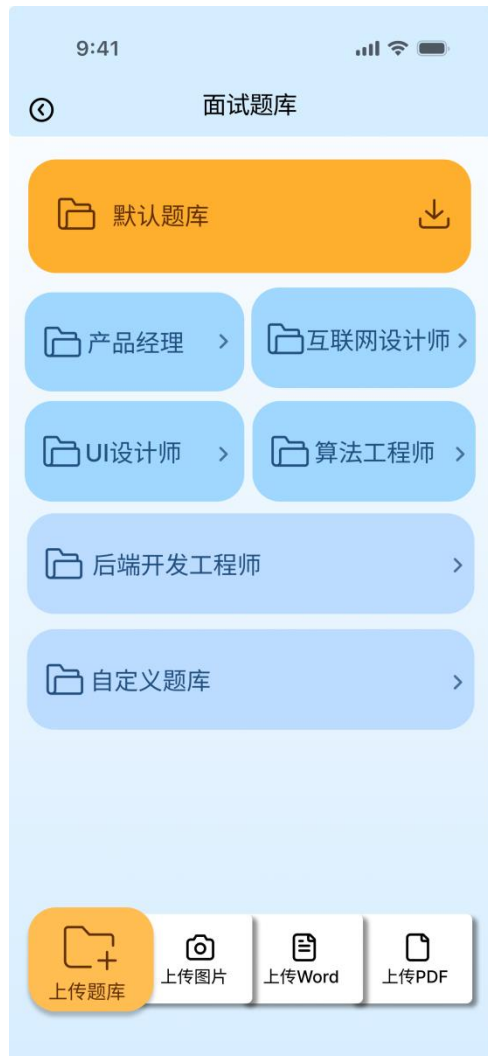 9:41
面试题库
默认题库
产品经理
互联网设计师
UI设计师
算法工程师
后端开发工程师
自定义题库
上传题库
上传图片
上传Word
上传PDF